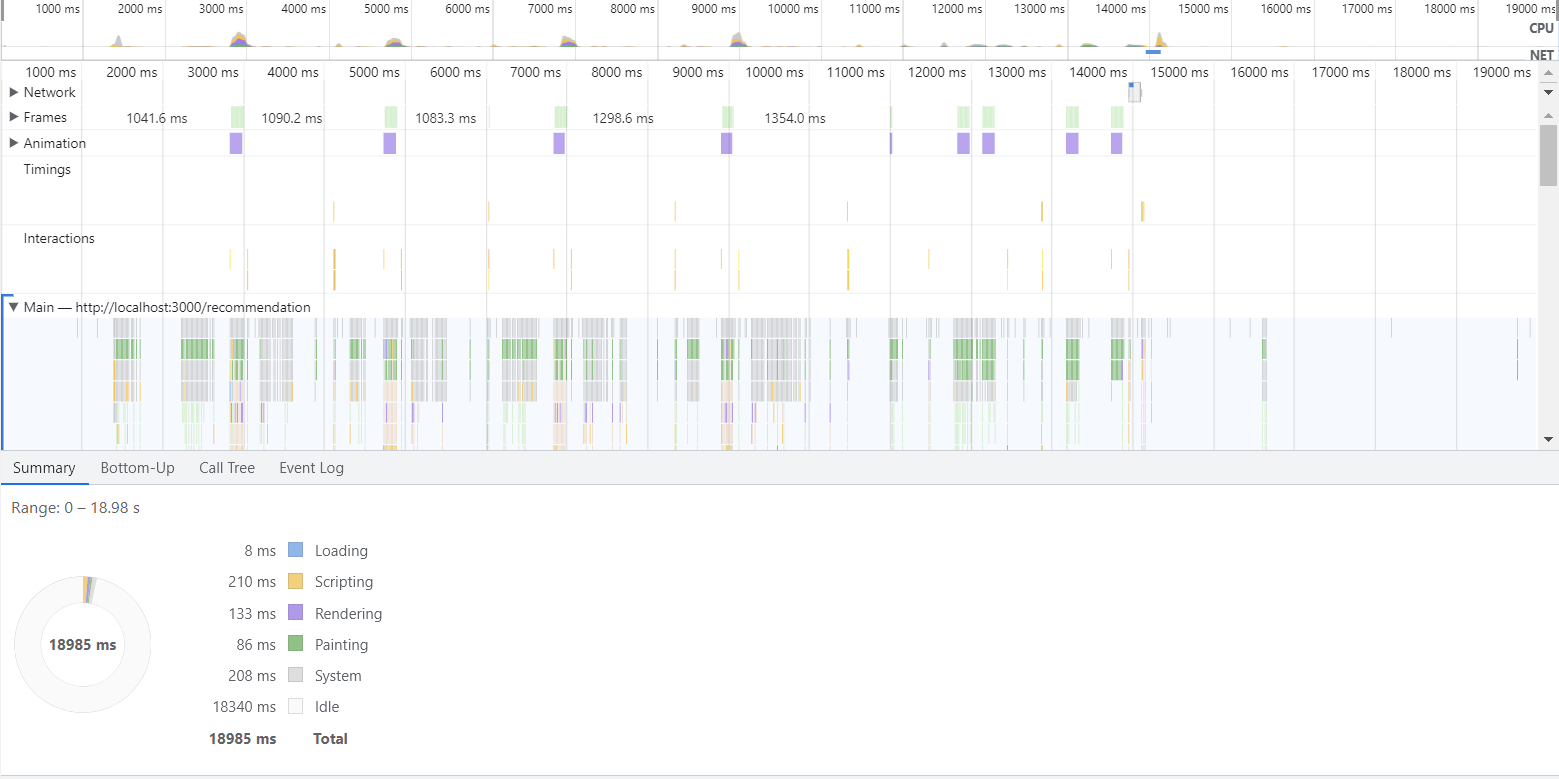 1000 ms 2000 ms 3000 ms 4000 ms 5000 ms 6000 ms 7000 ms 8000 ms 9000 ms 10000 ms 11000 ms 12000 ms 13000 ms 14000 ms 15000 ms 16000 ms 17000 ms 18000 ms 19000 ms
CPU
NET
1000 ms 2000 ms 3000 ms 4000 ms 5000 ms 6000 ms 7000 ms 8000 ms 9000 ms 10000 ms 11000 ms 12000 ms 13000 ms 14000 ms 15000 ms 16000 ms 17000 ms 18000 ms 19000 ms
Network
Frames 1041.6 ms 1090.2 ms 1083.3 ms 1298.6 ms 1354.0 ms
Animation
Timings
Interactions
Main — http://localhost:3000/recommendation
Summary Bottom-Up Call Tree Event Log
Range: 0 – 18.98 s
8 ms Loading
210 ms Scripting
133 ms Rendering
18985 ms
86 ms Painting
208 ms System
18340 ms Idle
18985 ms Total